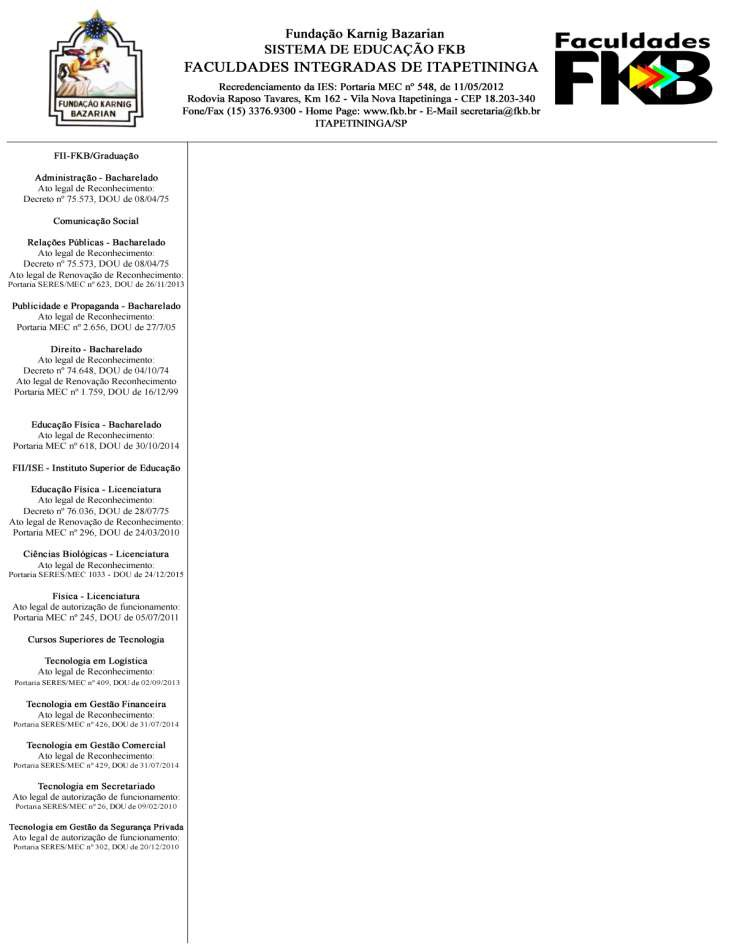 FUNDAÇÃO KARNIG
BAZARIAN
Fundação Karnig Bazarian
SISTEMA DE EDUCAÇÃO FKB
FACULDADES INTEGRADAS DE ITAPETININGA
Recredenciamento da IES: Portaria MEC nº 548, de 11/05/2012
Rodovia Raposo Tavares, Km 162 - Vila Nova Itapetininga - CEP 18.203-340
Fone/Fax (15) 3376.9300 - Home Page: www.fkb.br - E-Mail secretaria@fkb.br
ITAPETININGA/SP
Faculdades
FKB
FII-FKB/Graduação
Administração - Bacharelado
Ato legal de Reconhecimento:
Decreto nº 75.573, DOU de 08/04/75
Comunicação Social
Relações Públicas - Bacharelado
Ato legal de Reconhecimento:
Decreto nº 75.573, DOU de 08/04/75
Ato legal de Renovação de Reconhecimento:
Portaria SERES/MEC nº 623, DOU de 26/11/2013
Publicidade e Propaganda - Bacharelado
Ato legal de Reconhecimento:
Portaria MEC nº 2.656, DOU de 27/7/05
Direito - Bacharelado
Ato legal de Reconhecimento:
Decreto nº 74.648, DOU de 04/10/74
Ato legal de Renovação Reconhecimento
Portaria MEC nº 1.759, DOU de 16/12/99
Educação Física - Bacharelado
Ato legal de Reconhecimento:
Portaria MEC nº 618, DOU de 30/10/2014
FII/ISE - Instituto Superior de Educação
Educação Física - Licenciatura
Ato legal de Reconhecimento:
Decreto nº 76.036, DOU de 28/07/75
Ato legal de Renovação de Reconhecimento:
Portaria MEC nº 296, DOU de 24/03/2010
Ciências Biológicas - Licenciatura
Ato legal de Reconhecimento:
Portaria SERES/MEC 1033 - DOU de 24/12/2015
Física - Licenciatura
Ato legal de autorização de funcionamento:
Portaria MEC nº 245, DOU de 05/07/2011
Cursos Superiores de Tecnologia
Tecnologia em Logística
Ato legal de Reconhecimento:
Portaria SERES/MEC nº 409, DOU de 02/09/2013
Tecnologia em Gestão Financeira
Ato legal de Reconhecimento:
Portaria SERES/MEC nº 426, DOU de 31/07/2014
Tecnologia em Gestão Comercial
Ato legal de Reconhecimento:
Portaria SERES/MEC nº 429, DOU de 31/07/2014
Tecnologia em Secretariado
Ato legal de autorização de funcionamento:
Portaria SERES/MEC nº 26, DOU de 09/02/2010
Tecnologia em Gestão da Segurança Privada
Ato legal de autorização de funcionamento:
Portaria SERES/MEC nº 302, DOU de 20/12/2010